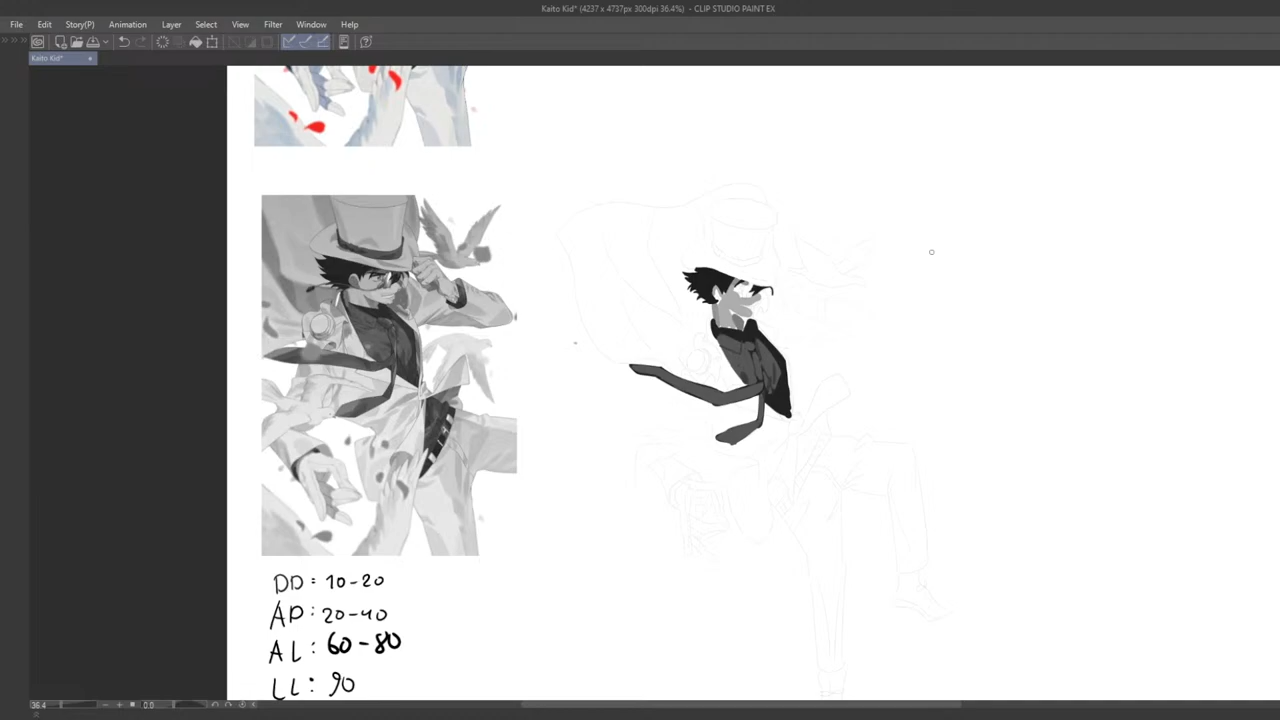 Kaito Kid* (4237 x 4737px 300dpi 36.4%) - CLIP STUDIO PAINT EX
File Edit Story(P) Animation Layer Select View Filter Window Help
Kaito Kid*
DD : 10-20
AD : 20-40
AL : 60-80
LL : 90
36.4 0.0